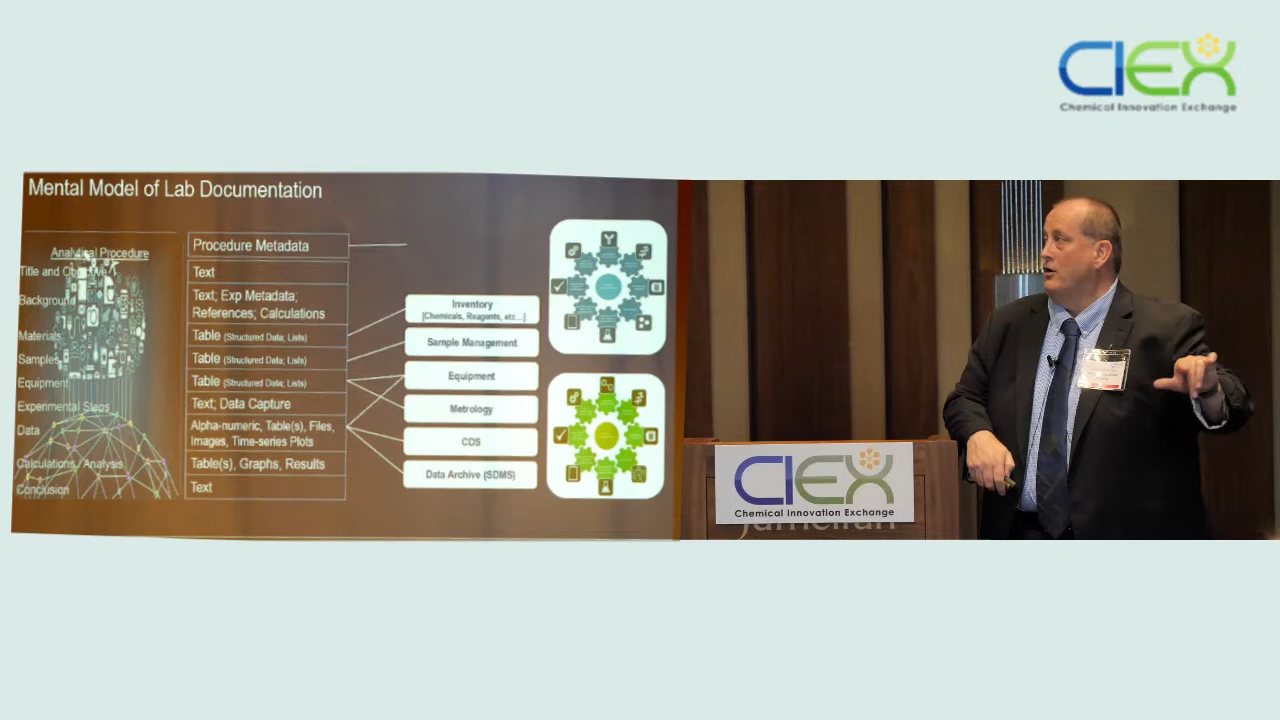 CIEX
Chemical Innovation Exchange
Mental Model of Lab Documentation
Analytical Procedure
Title and Objective
Background
Materials
Samples
Equipment
Experimental Steps
Data
Calculations / Analysis
Conclusion
Procedure Metadata
Text
Text; Exp Metadata;
References; Calculations
Table (Structured Data; Lists)
Table (Structured Data; Lists)
Table (Structured Data; Lists)
Text; Data Capture
Alpha-numeric, Table(s), Files,
Images, Time-series Plots
Table(s), Graphs, Results
Text
Inventory
[Chemicals, Reagents, etc...]
Sample Management
Equipment
Metrology
CDS
Data Archive (SDMS)
CIEX
Chemical Innovation Exchange